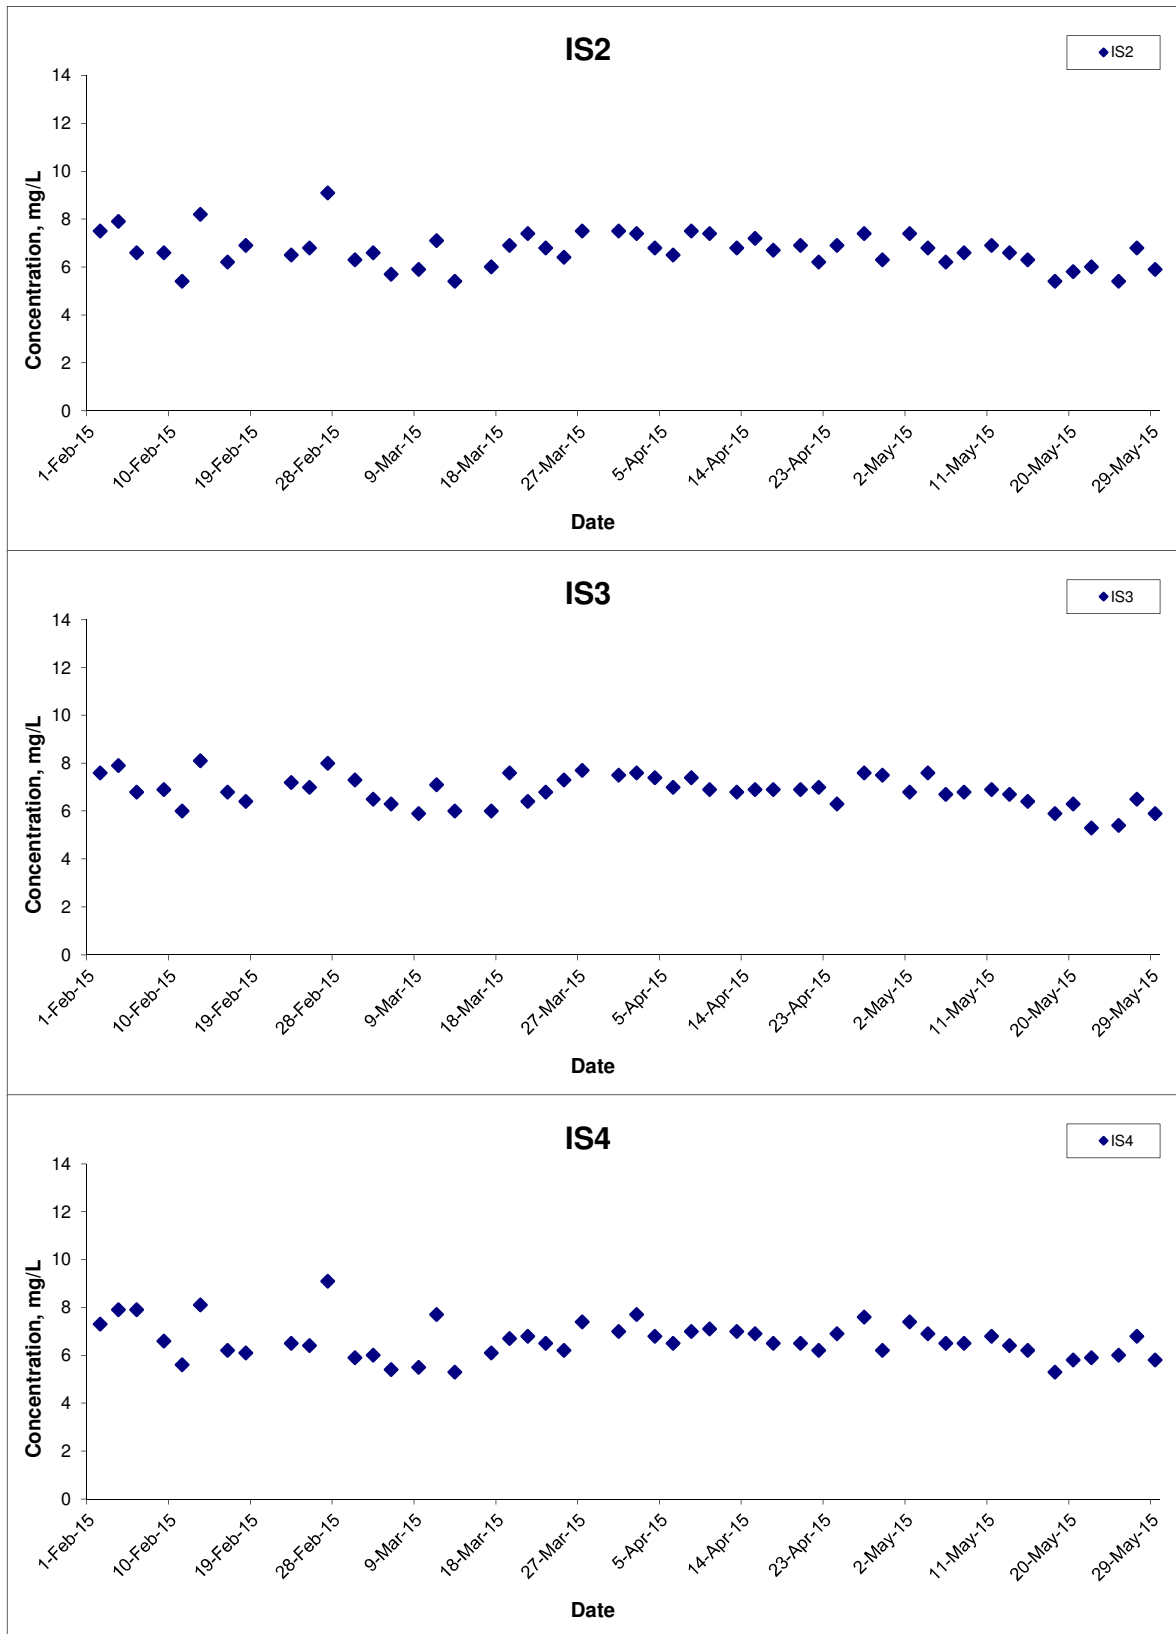 IS2
IS2
Concentration, mg/L
14
12
10
8
6
4
2
0
1-Feb-15
10-Feb-15
19-Feb-15
28-Feb-15
9-Mar-15
18-Mar-15
27-Mar-15
5-Apr-15
14-Apr-15
23-Apr-15
2-May-15
11-May-15
20-May-15
29-May-15
Date
IS3
IS3
Concentration, mg/L
14
12
10
8
6
4
2
0
1-Feb-15
10-Feb-15
19-Feb-15
28-Feb-15
9-Mar-15
18-Mar-15
27-Mar-15
5-Apr-15
14-Apr-15
23-Apr-15
2-May-15
11-May-15
20-May-15
29-May-15
Date
IS4
IS4
Concentration, mg/L
14
12
10
8
6
4
2
0
1-Feb-15
10-Feb-15
19-Feb-15
28-Feb-15
9-Mar-15
18-Mar-15
27-Mar-15
5-Apr-15
14-Apr-15
23-Apr-15
2-May-15
11-May-15
20-May-15
29-May-15
Date